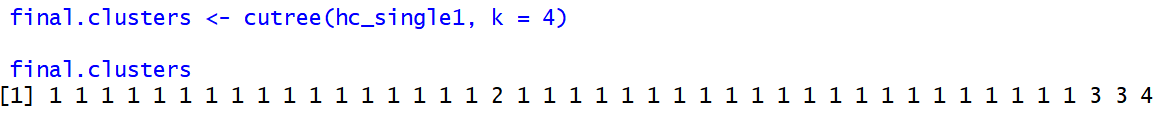 final.clusters <- cutree(hc_single1, k = 4)
final.clusters
[1] 1 1 1 1 1 1 1 1 1 1 1 1 1 1 1 1 1 2 1 1 1 1 1 1 1 1 1 1 1 1 1 1 1 1 1 1 1 1 1 1 3 3 4